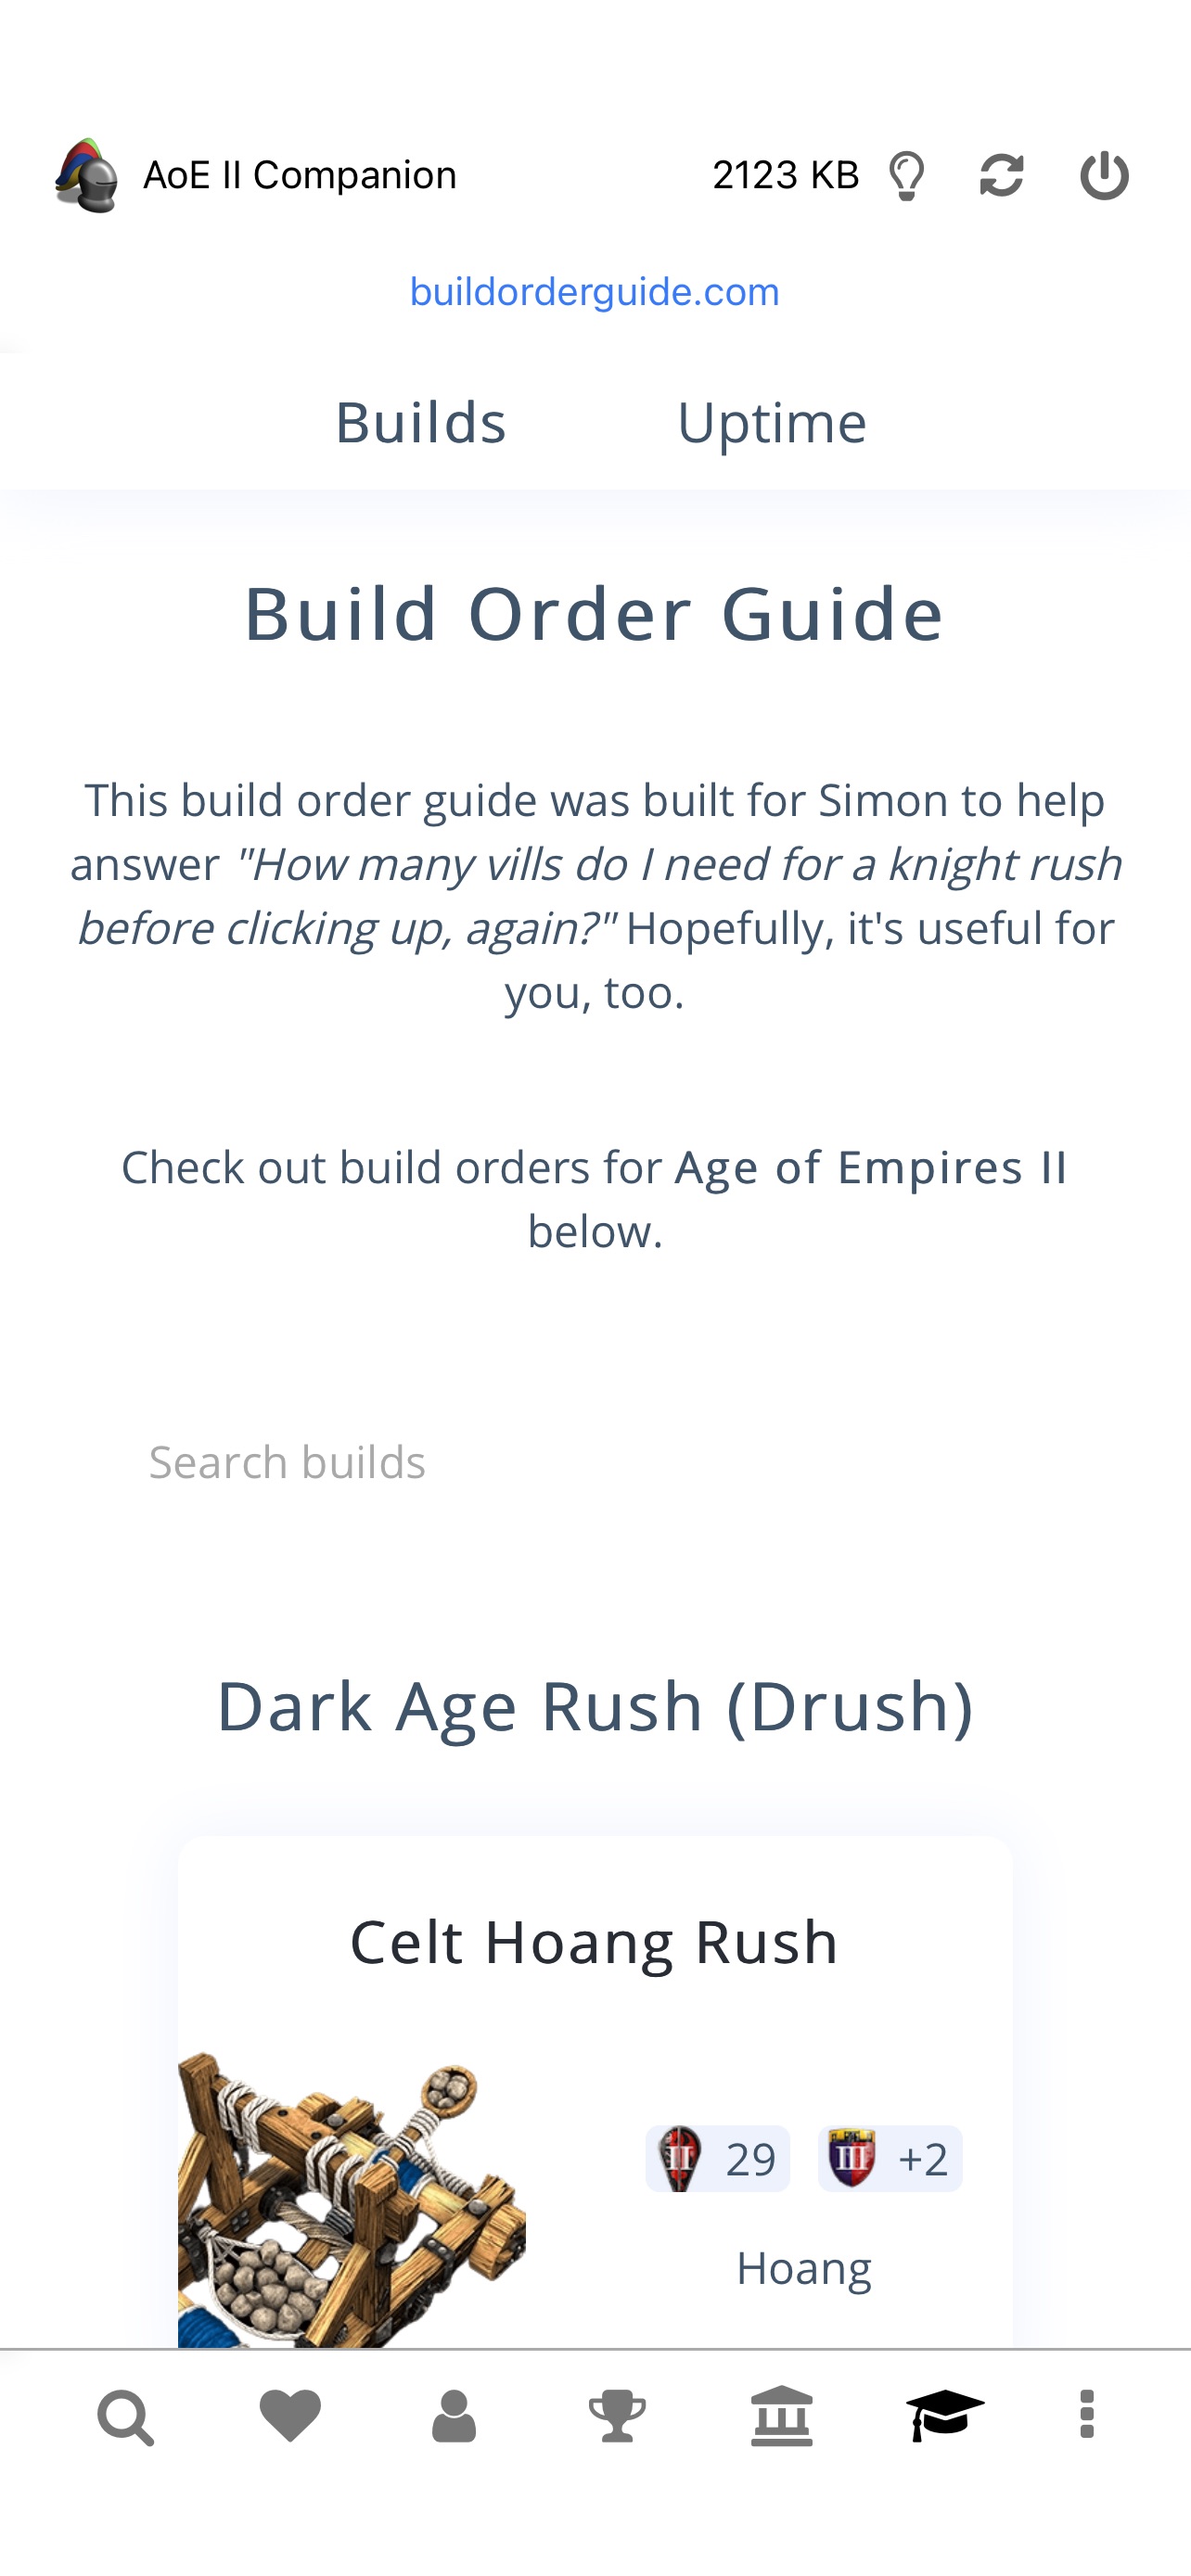 AoE II Companion
2123 KB
buildorderguide.com
Builds
Uptime
Build Order Guide
This build order guide was built for Simon to help
answer "How many vills do I need for a knight rush
before clicking up, again?" Hopefully, it's useful for
you, too.
Check out build orders for Age of Empires II
below.
Search builds
Dark Age Rush (Drush)
Celt Hoang Rush
II 29
III +2
Hoang